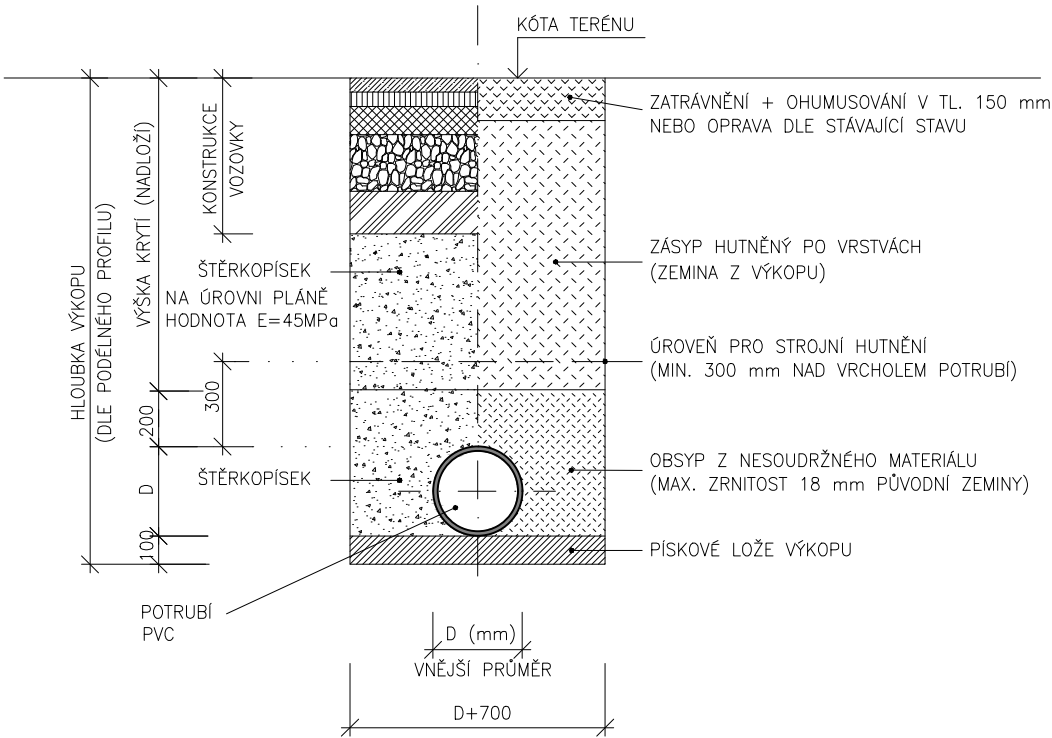 KÓTA TERÉNU
ZATRÁVNĚNÍ + OHUMUSOVÁNÍ V TL. 150 mm
NEBO OPRAVA DLE STÁVAJÍCÍ STAVU
HLOUBKA VÝKOPU
(DLE PODÉLNÉHO PROFILU)
VÝŠKA KRYTÍ (NADLOŽÍ)
KONSTRUKCE
VOZOVKY
ZÁSYP HUTNĚNÝ PO VRSTVÁCH
(ZEMINA Z VÝKOPU)
ŠTĚRKOPÍSEK
NA ÚROVNI PLÁNĚ
HODNOTA E=45MPa
ÚROVEŇ PRO STROJNÍ HUTNĚNÍ
(MIN. 300 mm NAD VRCHOLEM POTRUBÍ)
300
200
OBSYP Z NESOUDRŽNÉHO MATERIÁLU
(MAX. ZRNITOST 18 mm PŮVODNÍ ZEMINY)
ŠTĚRKOPÍSEK
D
100
PÍSKOVÉ LOŽE VÝKOPU
POTRUBÍ
PVC
D (mm)
VNĚJŠÍ PRŮMĚR
D+700